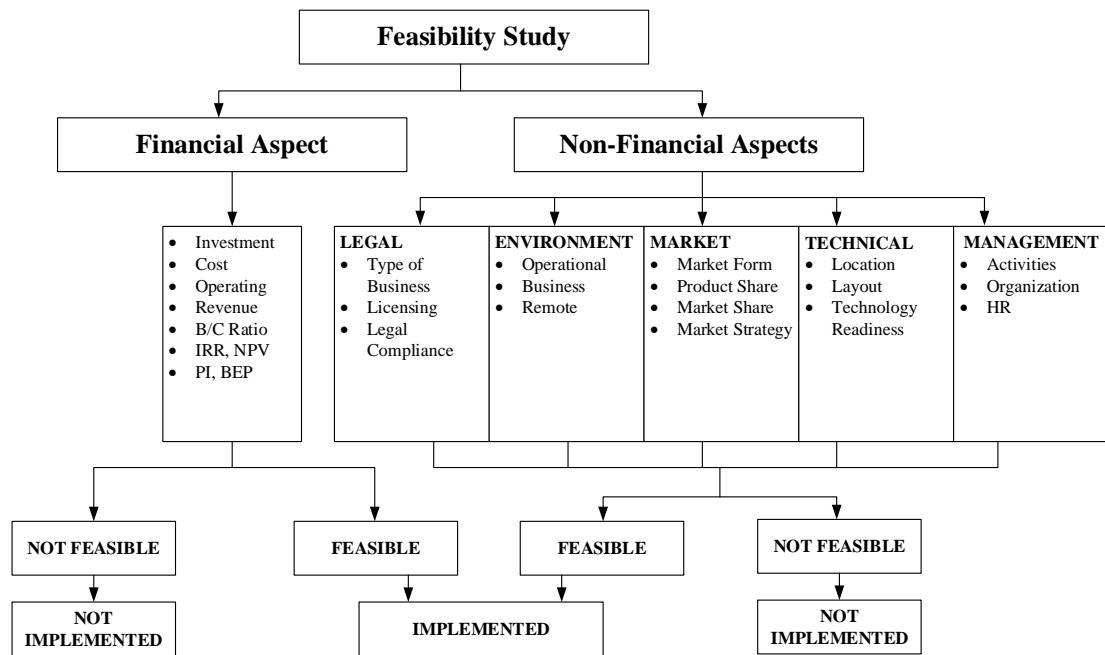 Feasibility Study
Financial Aspect
Non-Financial Aspects
• Investment
• Cost
• Operating
• Revenue
• B/C Ratio
• IRR, NPV
• PI, BEP
LEGAL
• Type of
Business
• Licensing
• Legal
Compliance
ENVIRONMENT
• Operational
• Business
• Remote
MARKET
• Market Form
• Product Share
• Market Share
• Market Strategy
TECHNICAL
• Location
• Layout
• Technology
Readiness
MANAGEMENT
• Activities
• Organization
• HR
NOT FEASIBLE
FEASIBLE
FEASIBLE
NOT FEASIBLE
NOT
IMPLEMENTED
IMPLEMENTED
NOT
IMPLEMENTED